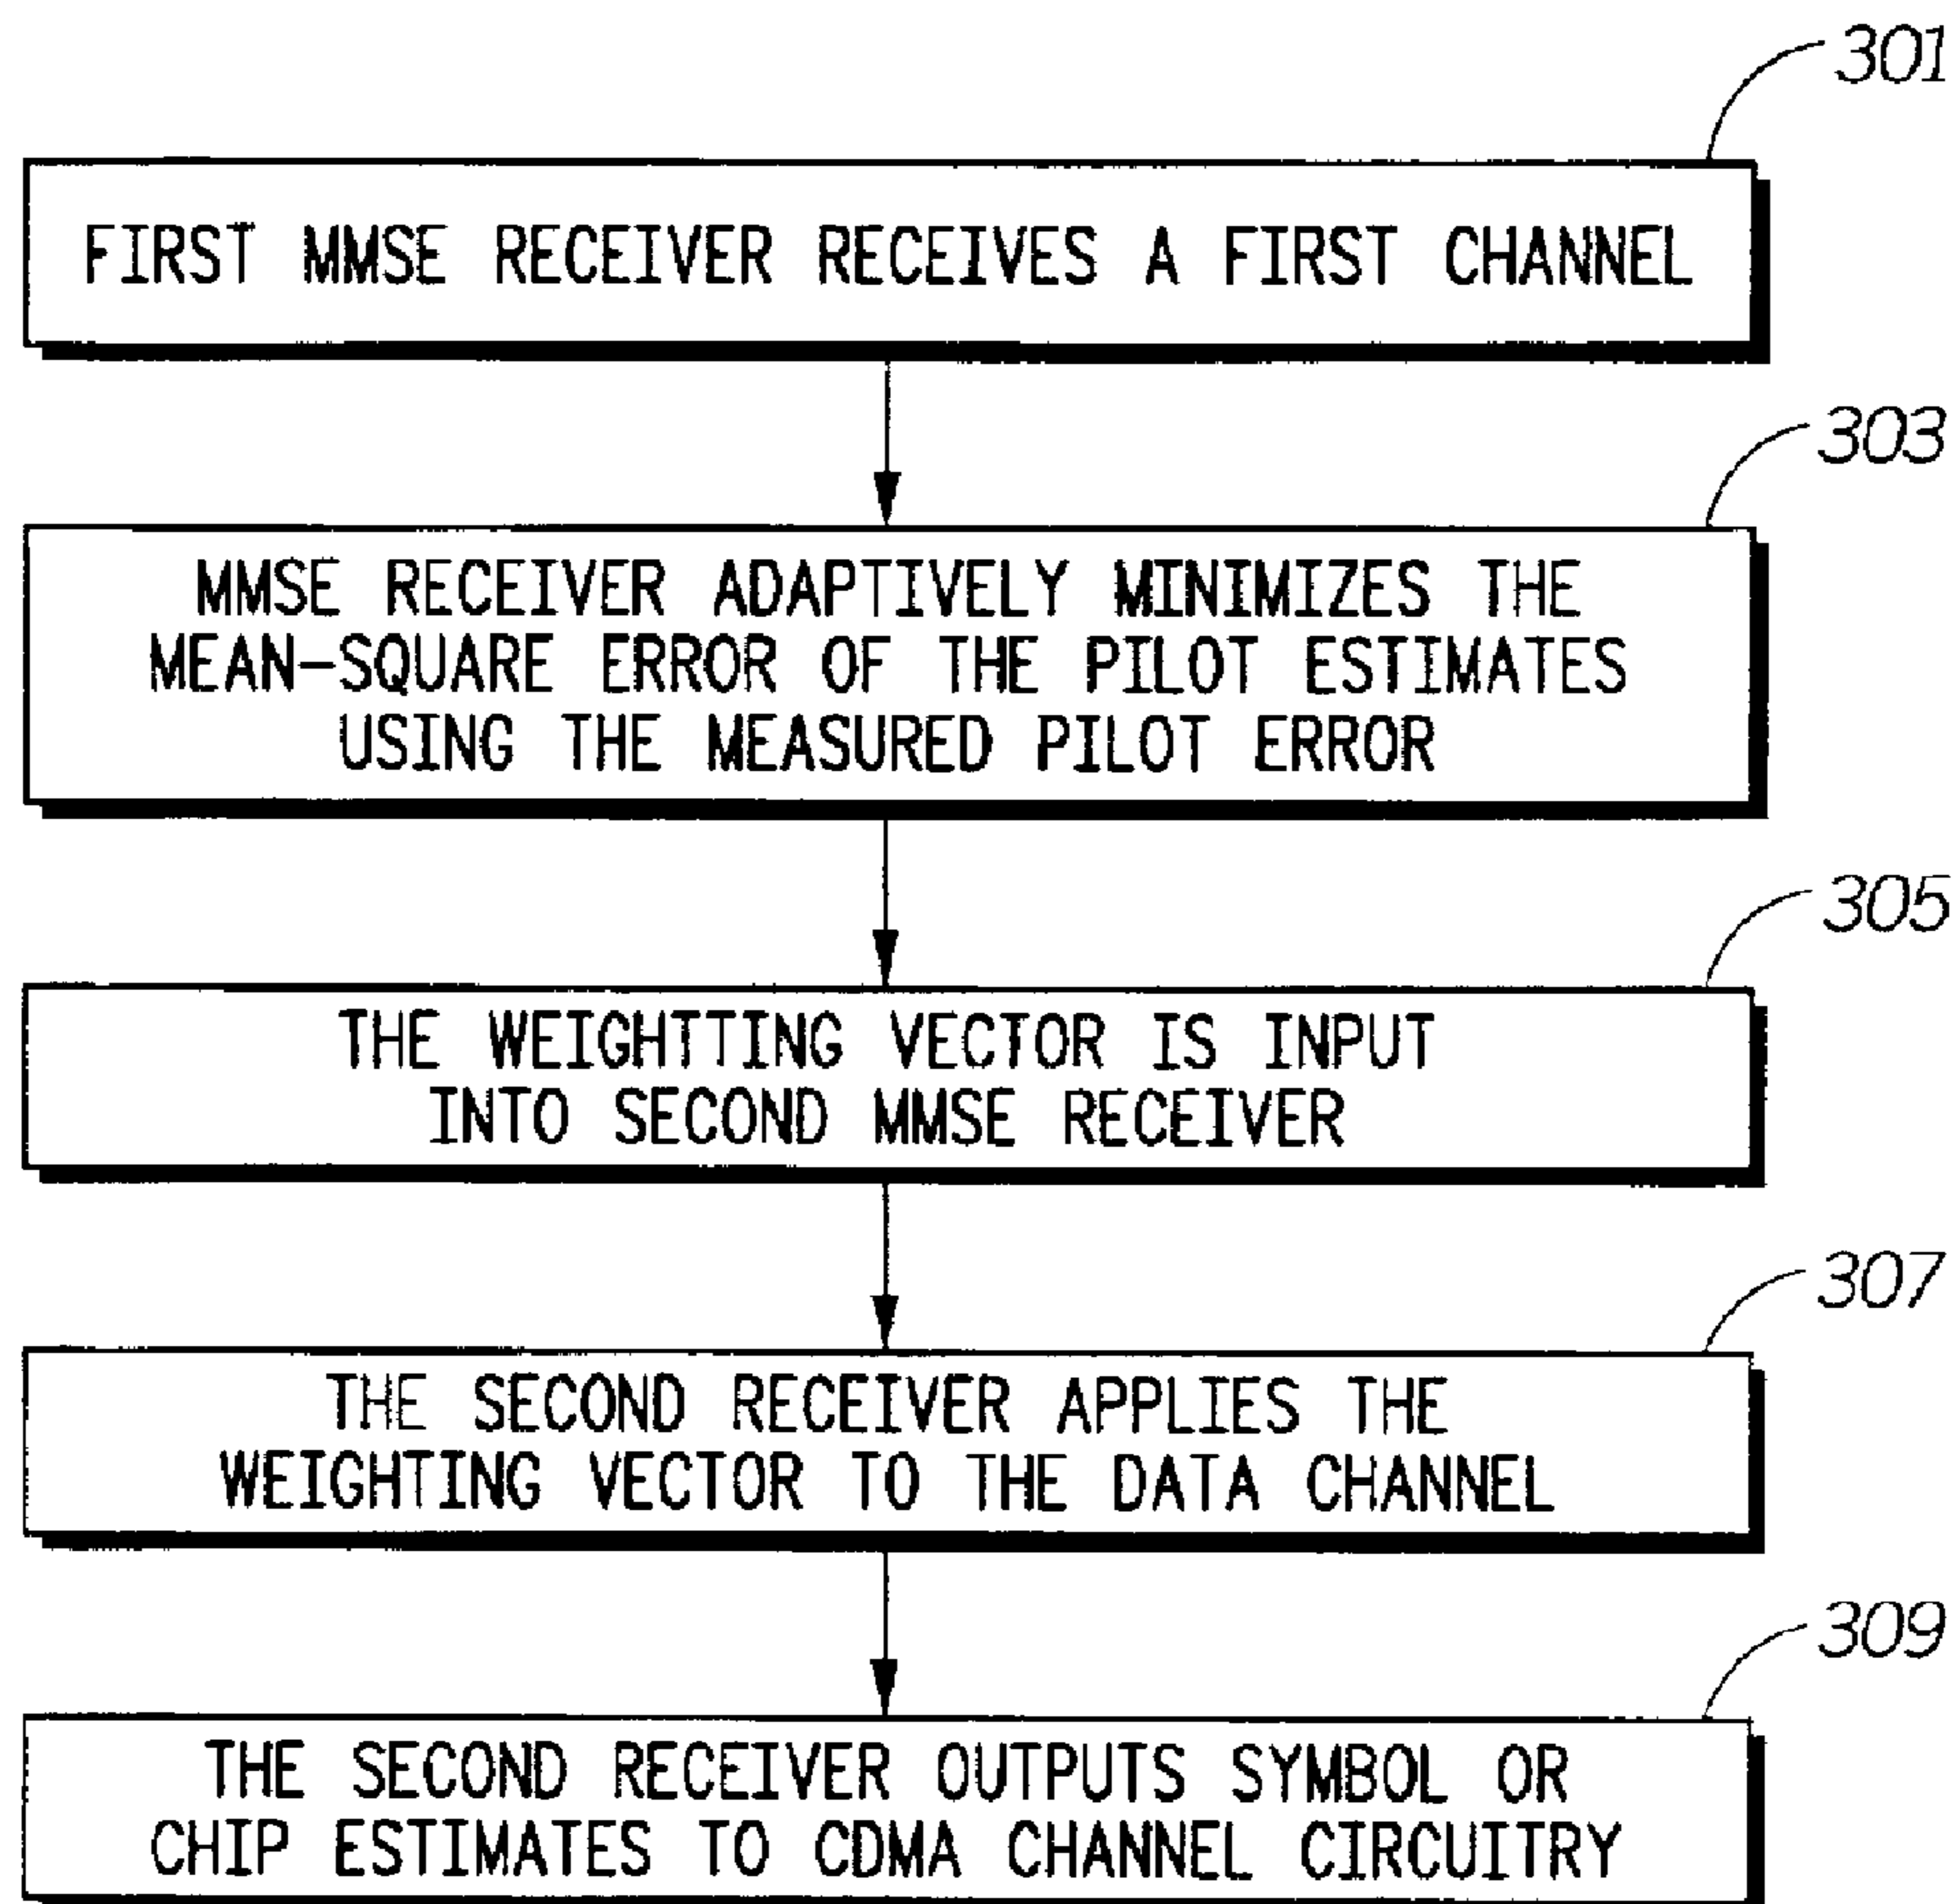 301
FIRST MMSE RECEIVER RECEIVES A FIRST CHANNEL
303
MMSE RECEIVER ADAPTIVELY MINIMIZES THE
MEAN-SQUARE ERROR OF THE PILOT ESTIMATES
USING THE MEASURED PILOT ERROR
305
THE WEIGHTTING VECTOR IS INPUT
INTO SECOND MMSE RECEIVER
307
THE SECOND RECEIVER APPLIES THE
WEIGHTING VECTOR TO THE DATA CHANNEL
309
THE SECOND RECEIVER OUTPUTS SYMBOL OR
CHIP ESTIMATES TO CDMA CHANNEL CIRCUITRY